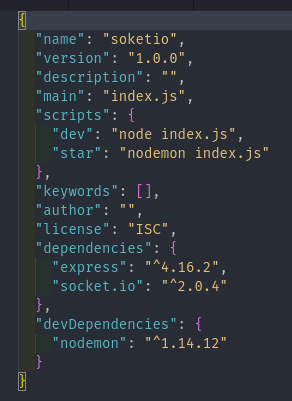 {
  "name": "soketio",
  "version": "1.0.0",
  "description": "",
  "main": "index.js",
  "scripts": {
    "dev": "node index.js",
    "star": "nodemon index.js"
  },
  "keywords": [],
  "author": "",
  "license": "ISC",
  "dependencies": {
    "express": "^4.16.2",
    "socket.io": "^2.0.4"
  },
  "devDependencies": {
    "nodemon": "^1.14.12"
  }
}